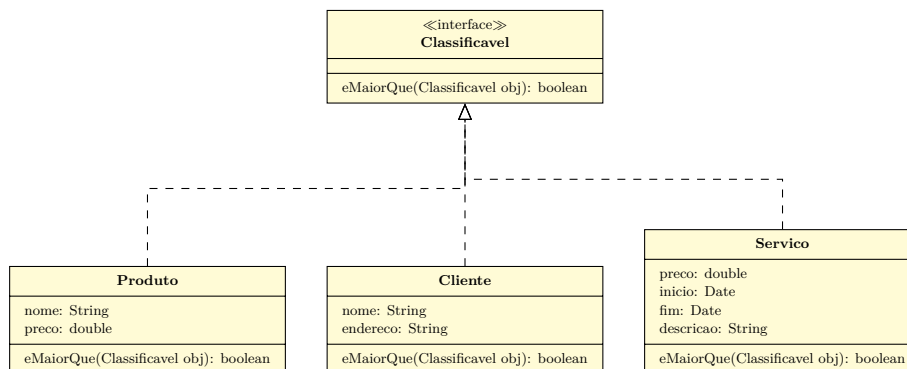 ≪interface≫
Classificavel
eMaiorQue(Classificavel obj): boolean
Produto
nome: String
preco: double
eMaiorQue(Classificavel obj): boolean
Cliente
nome: String
endereco: String
eMaiorQue(Classificavel obj): boolean
Servico
preco: double
inicio: Date
fim: Date
descricao: String
eMaiorQue(Classificavel obj): boolean